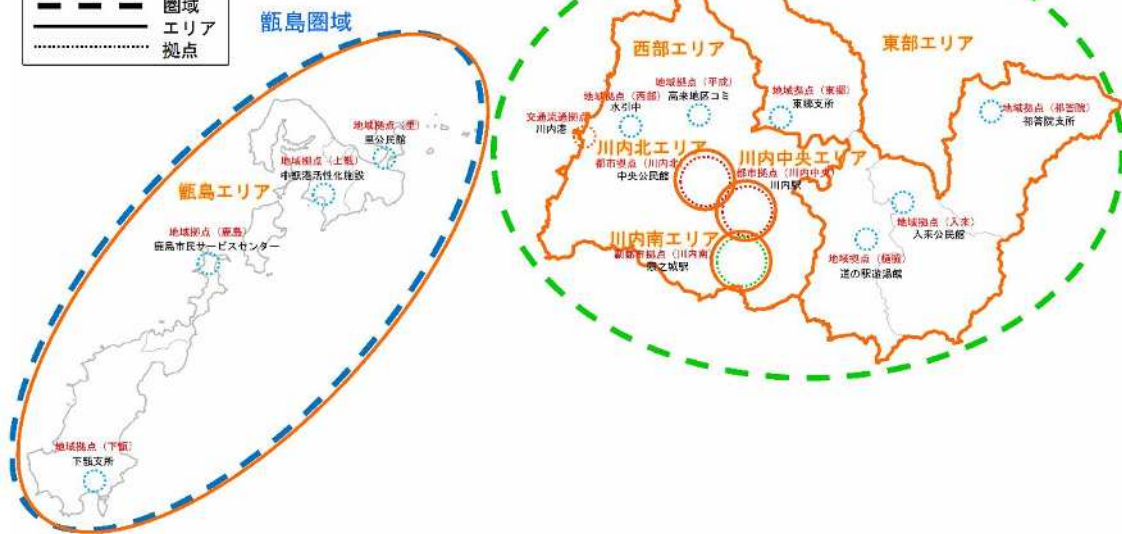 圏域
エリア
拠点
甑島圏域
西部エリア
東部エリア
地域拠点（平成）
高来地区コミ
地域拠点（東郷）
東郷支所
地域拠点（祁答院）
祁答院支所
地域拠点（西部）
水引中
交通流通拠点
川内港
地域拠点（里）
里公民館
川内北エリア
都市拠点（川内北）
中央公民館
川内中央エリア
都市拠点（川内中央）
川内駅
地域拠点（上甑）
中甑港活性化施設
甑島エリア
地域拠点（入来）
入来公民館
地域拠点（鹿島）
鹿島市民サービスセンター
川内南エリア
副都市拠点（川内南）
隈之城駅
地域拠点（樋脇）
道の駅遊湯館
地域拠点（下甑）
下甑支所